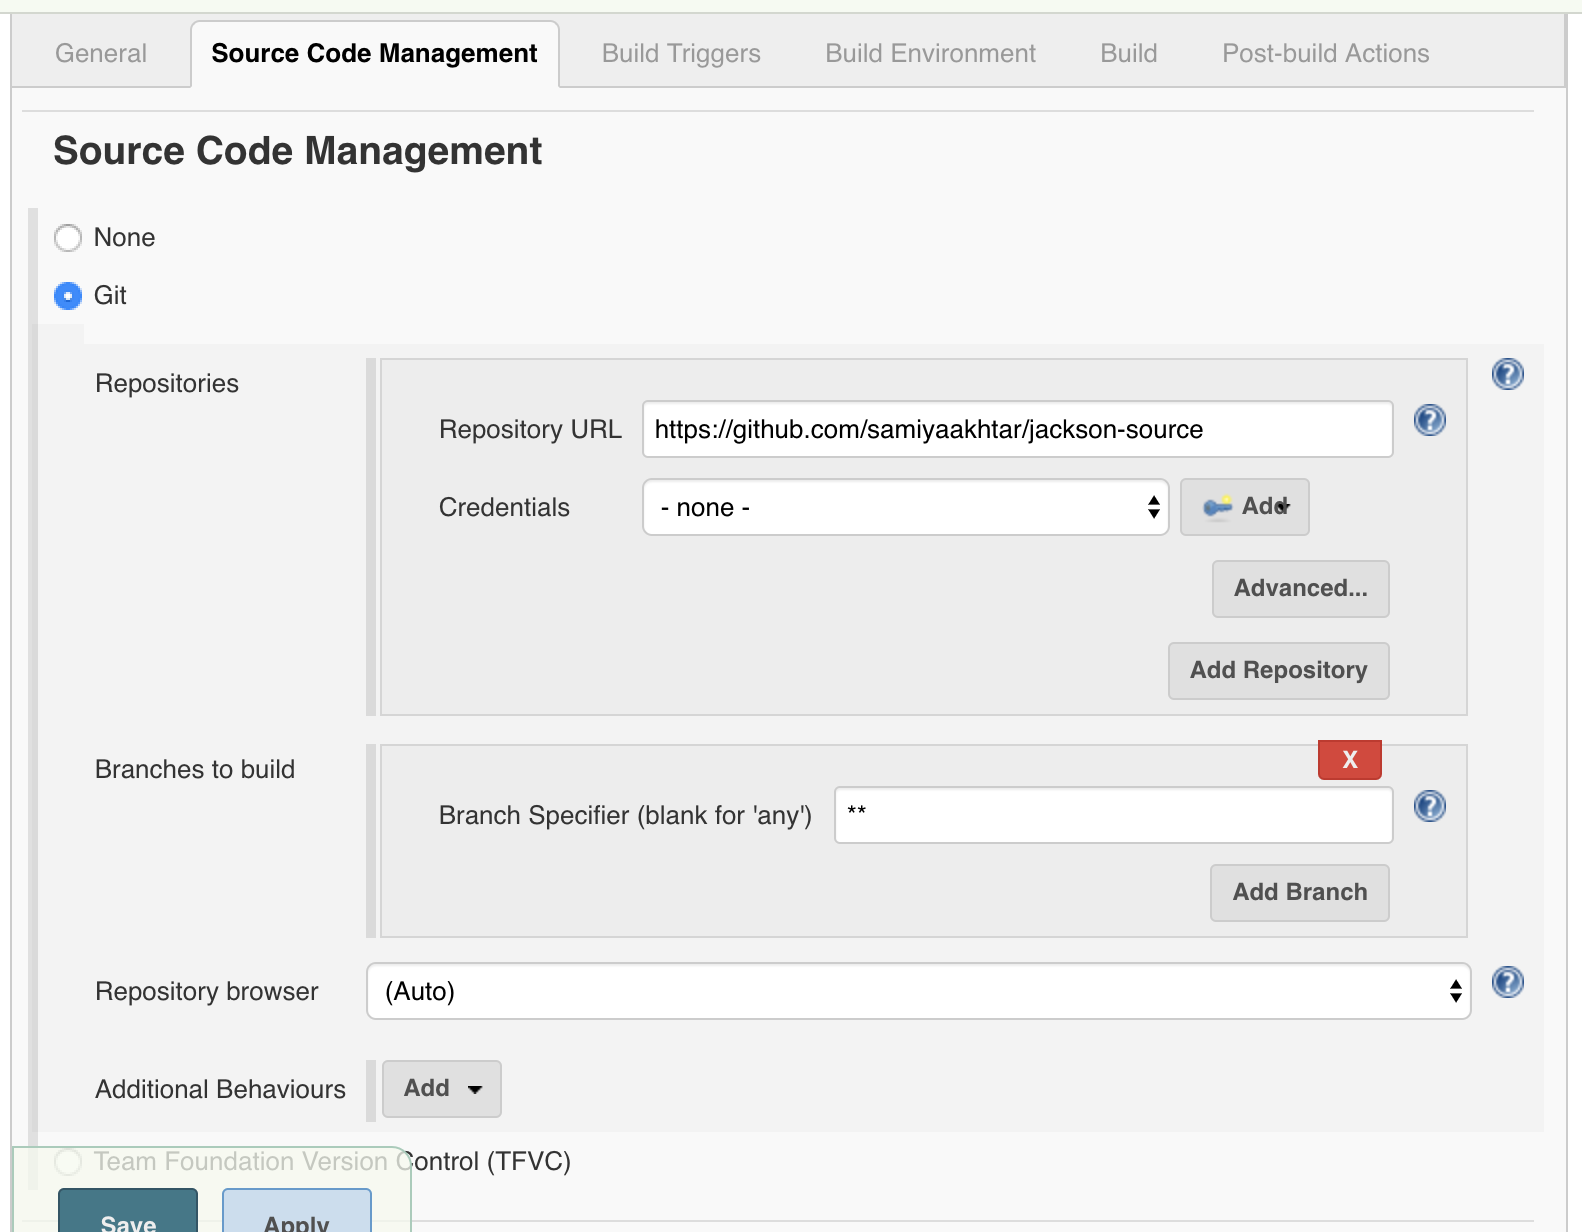 General Source Code Management Build Triggers Build Environment Build Post-build Actions
Source Code Management
None
Git
Repositories
Repository URL https://github.com/samiyaakhtar/jackson-source
Credentials - none - Add
Advanced...
Add Repository
Branches to build
X
Branch Specifier (blank for 'any') **
Add Branch
Repository browser (Auto)
Additional Behaviours Add
Team Foundation Version Control (TFVC)
Save Apply